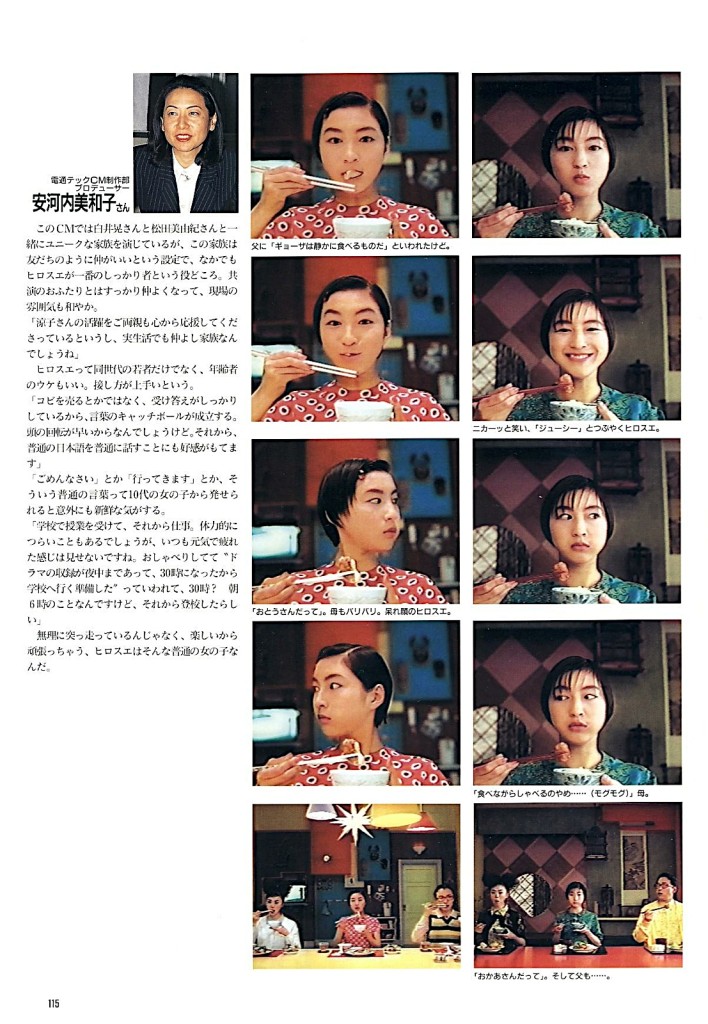 電通テックCM制作部
プロデューサー
安河内美和子さん
このCMでは白井晃さんと松田美由紀さんと一
緒にユニークな家族を演じているが、この家族は
友だちのように仲がいいという設定で、なかでも
ヒロスエが一番のしっかり者という役どころ。共
演のおふたりとはすっかり仲よくなって、現場の
雰囲気も和やか。
「涼子さんの活躍をご両親も心から応援してくだ
さっているというし、実生活でも仲よし家族なん
でしょうね」
ヒロスエって同世代の若者だけでなく、年齢者
のウケもいい。接し方が上手いという。
「コビを売るとかではなく、受け答えがしっかり
しているから、言葉のキャッチボールが成立する。
頭の回転が早いからなんでしょうけど。それから、
普通の日本語を普通に話すことにも好感がもてま
す」
「ごめんなさい」とか「行ってきます」とか、そ
ういう普通の言葉って10代の女の子から発せら
れると意外にも新鮮な気がする。
「学校で授業を受けて、それから仕事。体力的に
つらいこともあるでしょうが、いつも元気で疲れ
た感じは見せないですね。おしゃべりしてて〝ド
ラマの収録が夜中まであって、30時になったから
学校へ行く準備した〟っていわれて、30時？　朝
6時のことなんですけど、それから登校したらし
い」
無理に突っ走っているんじゃなく、楽しいから
頑張っちゃう、ヒロスエはそんな普通の女の子な
んだ。
父に「ギョーザは静かに食べるものだ」といわれたけど。
ニカーッと笑い、「ジューシー」とつぶやくヒロスエ。
「おとうさんだって」。母もバリバリ。呆れ顔のヒロスエ。
「食べながらしゃべるのやめ……（モグモグ）」母。
「おかあさんだって」。そして父も……。
115